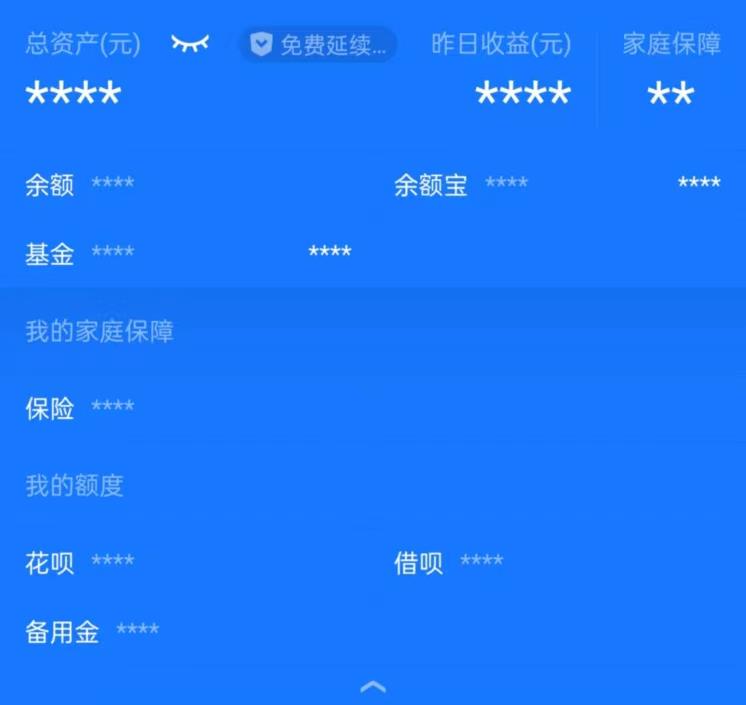 总资产(元) 免费延续... 昨日收益(元) 家庭保障
**** **** **
余额 **** 余额宝 **** ****
基金 **** ****
我的家庭保障
保险 ****
我的额度
花呗 **** 借呗 ****
备用金 ****